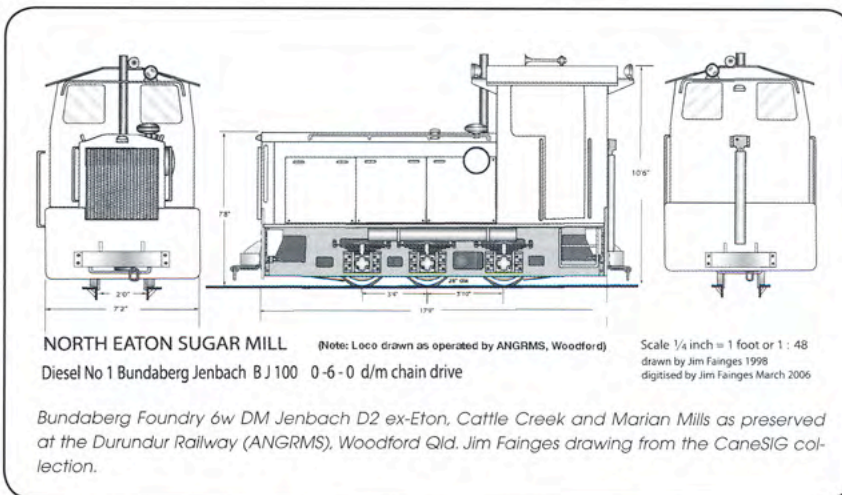 10'6"
7'8"
28" DIA
2'0"
3'4"
3'10"
7'2"
17'9"
NORTH EATON SUGAR MILL (Note: Loco drawn as operated by ANGRMS, Woodford) Scale 1/4 inch = 1 foot or 1 : 48
drawn by Jim Fainges 1998
Diesel No 1 Bundaberg Jenbach B J 100 0 -6 - 0 d/m chain drive digitised by Jim Fainges March 2006
Bundaberg Foundry 6w DM Jenbach D2 ex-Eton, Cattle Creek and Marian Mills as preserved
at the Durundur Railway (ANGRMS), Woodford Qld. Jim Fainges drawing from the CaneSIG col-
lection.